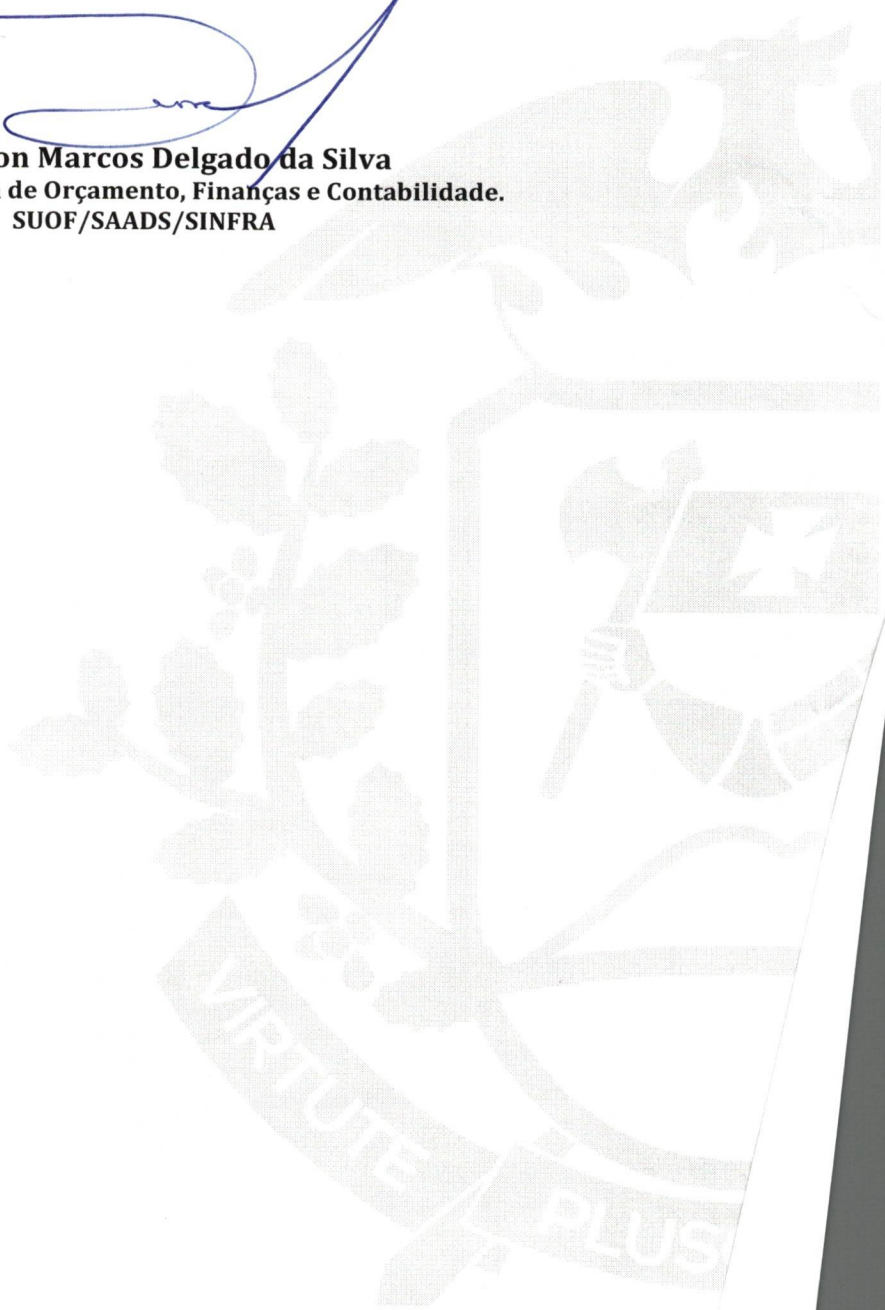 on Marcos Delgado da Silva
de Orçamento, Finanças e Contabilidade.
SUOF/SAADS/SINFRA
VIRTUTE
PLUS